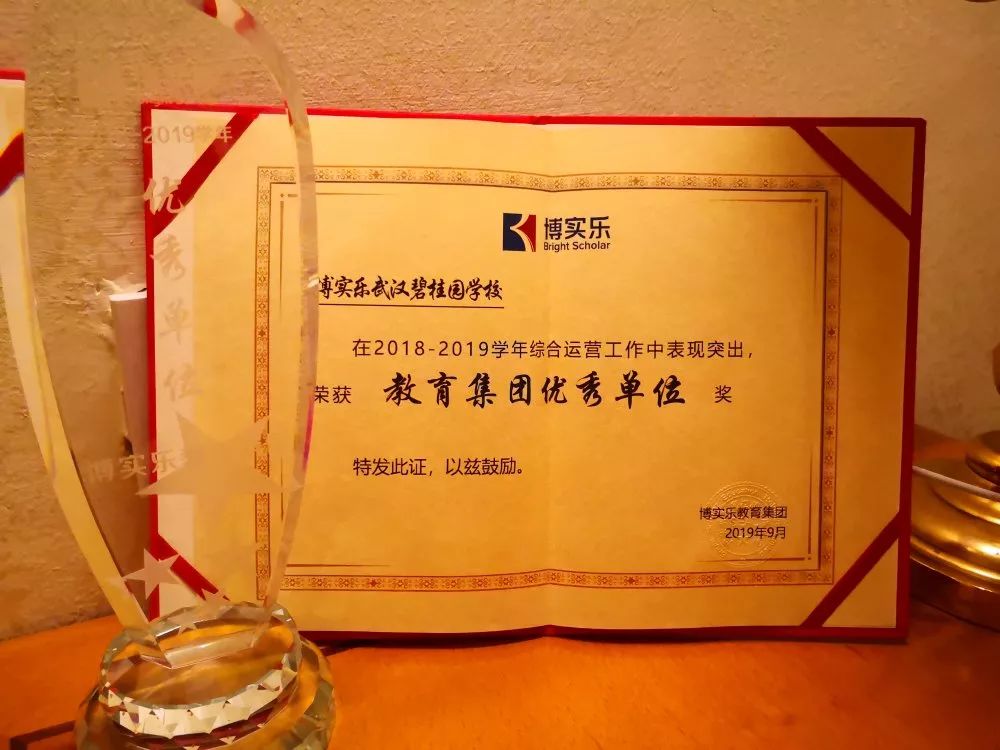 2019学年
优秀单位
博实乐
博实乐
Bright Scholar
博实乐武汉碧桂园学校
在2018-2019学年综合运营工作中表现突出，
荣获 教育集团优秀单位 奖
特发此证，以兹鼓励。
博实乐教育集团
2019年9月